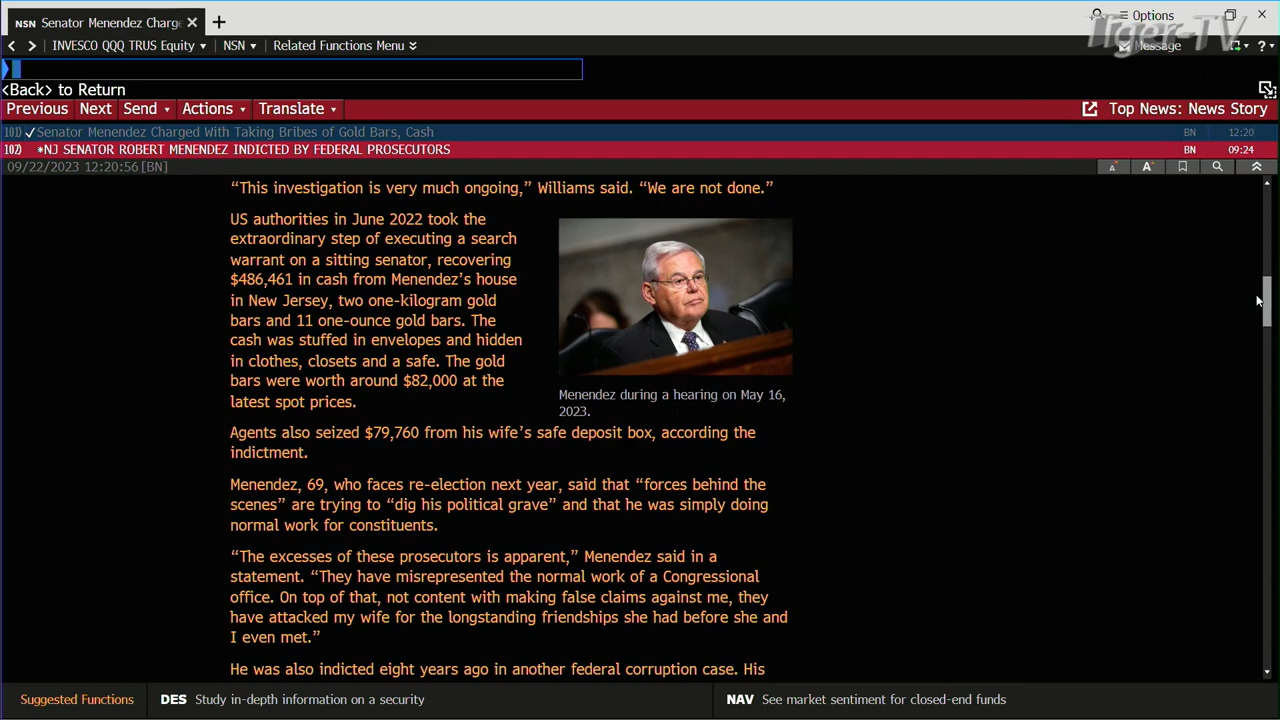 NSN Senator Menendez Charge ✕ +
Options
Tiger-TV
INVESCO QQQ TRUS Equity NSN Related Functions Menu
Message
?
<Back> to Return
Previous Next Send Actions Translate Top News: News Story
101) ✓Senator Menendez Charged With Taking Bribes of Gold Bars, Cash BN 12:20
102) *NJ SENATOR ROBERT MENENDEZ INDICTED BY FEDERAL PROSECUTORS BN 09:24
09/22/2023 12:20:56[BN] A A
“This investigation is very much ongoing,” Williams said. “We are not done.”
US authorities in June 2022 took the
extraordinary step of executing a search
warrant on a sitting senator, recovering
$486,461 in cash from Menendez’s house
in New Jersey, two one-kilogram gold
bars and 11 one-ounce gold bars. The
cash was stuffed in envelopes and hidden
in clothes, closets and a safe. The gold
bars were worth around $82,000 at the
latest spot prices.
Menendez during a hearing on May 16,
2023.
Agents also seized $79,760 from his wife’s safe deposit box, according the
indictment.
Menendez, 69, who faces re-election next year, said that “forces behind the
scenes” are trying to “dig his political grave” and that he was simply doing
normal work for constituents.
“The excesses of these prosecutors is apparent,” Menendez said in a
statement. “They have misrepresented the normal work of a Congressional
office. On top of that, not content with making false claims against me, they
have attacked my wife for the longstanding friendships she had before she and
I even met.”
He was also indicted eight years ago in another federal corruption case. His
Suggested Functions DES Study in-depth information on a security NAV See market sentiment for closed-end funds